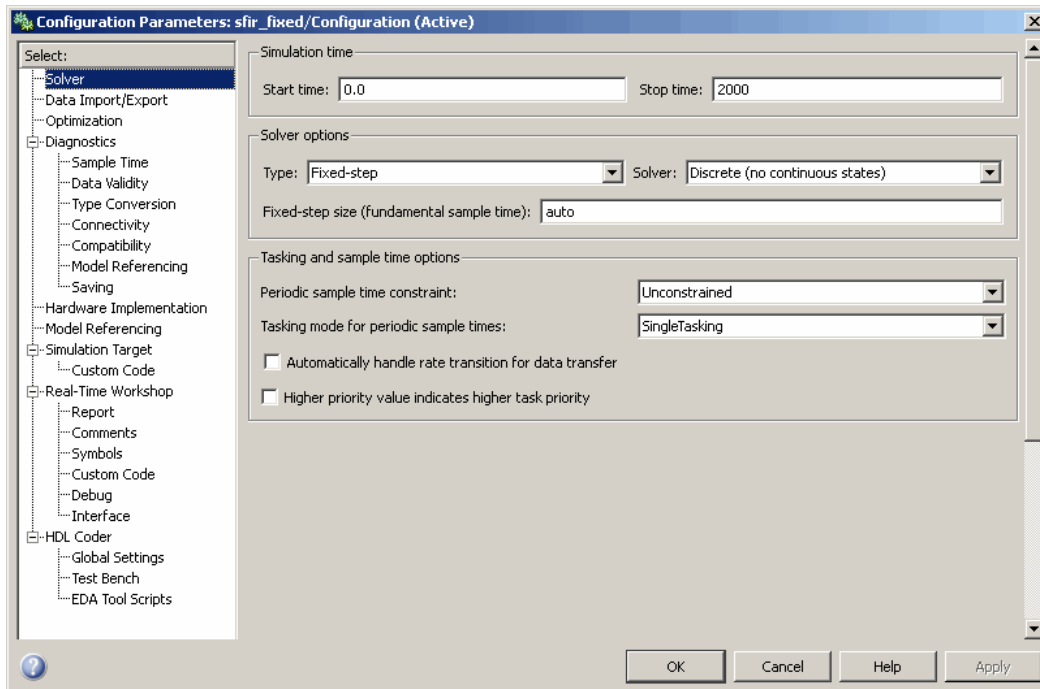 Configuration Parameters: sfir_fixed/Configuration (Active)
Select:
Solver
Data Import/Export
Optimization
Diagnostics
Sample Time
Data Validity
Type Conversion
Connectivity
Compatibility
Model Referencing
Saving
Hardware Implementation
Model Referencing
Simulation Target
Custom Code
Real-Time Workshop
Report
Comments
Symbols
Custom Code
Debug
Interface
HDL Coder
Global Settings
Test Bench
EDA Tool Scripts
Simulation time
Start time: 0.0 Stop time: 2000
Solver options
Type: Fixed-step Solver: Discrete (no continuous states)
Fixed-step size (fundamental sample time): auto
Tasking and sample time options
Periodic sample time constraint: Unconstrained
Tasking mode for periodic sample times: SingleTasking
Automatically handle rate transition for data transfer
Higher priority value indicates higher task priority
OK Cancel Help Apply